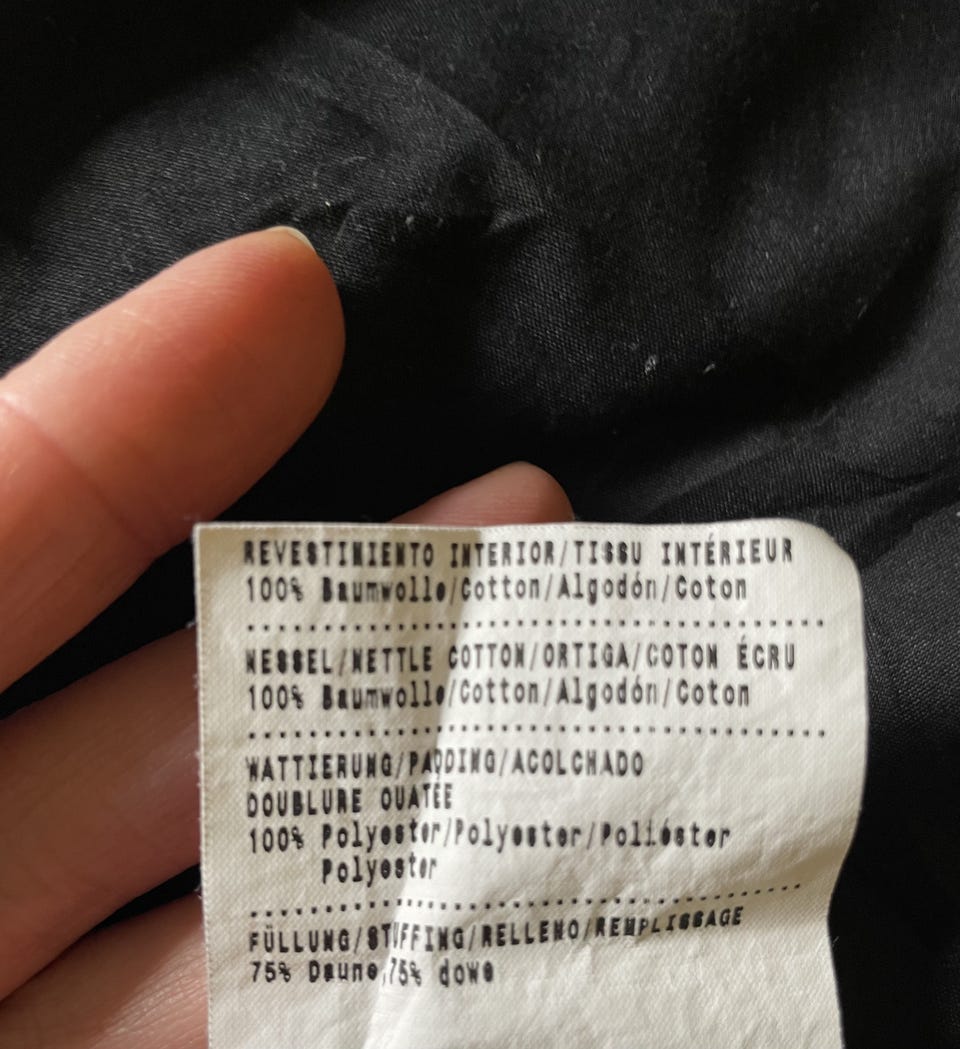 REVESTIMIENTO INTERIOR/TISSU INTÉRIEUR
100% Baumwolle/Cotton/Algodón/Coton
NESSEL/NETTLE COTTON/ORTIGA/COTON ÉCRU
100% Baumwolle/Cotton/Algodón/Coton
WATTIERUNG/PADDING/ACOLCHADO
DOUBLURE OUATÉE
100% Polyester/Polyester/Poliéster
Polyester
FÜLLUNG/STUFFING/RELLENO/REMPLISSAGE
75% Daune,75% down